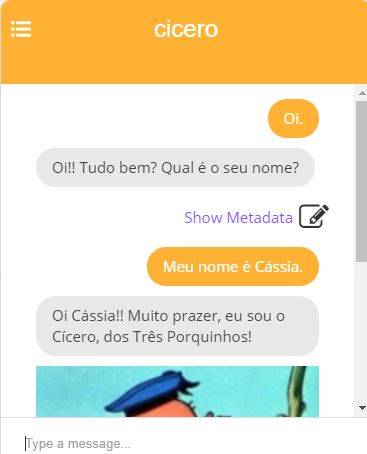 cicero
Oi.
Oi!! Tudo bem? Qual é o seu nome?
Show Metadata
Meu nome é Cássia.
Oi Cássia!! Muito prazer, eu sou o
Cícero, dos Três Porquinhos!
Type a message...